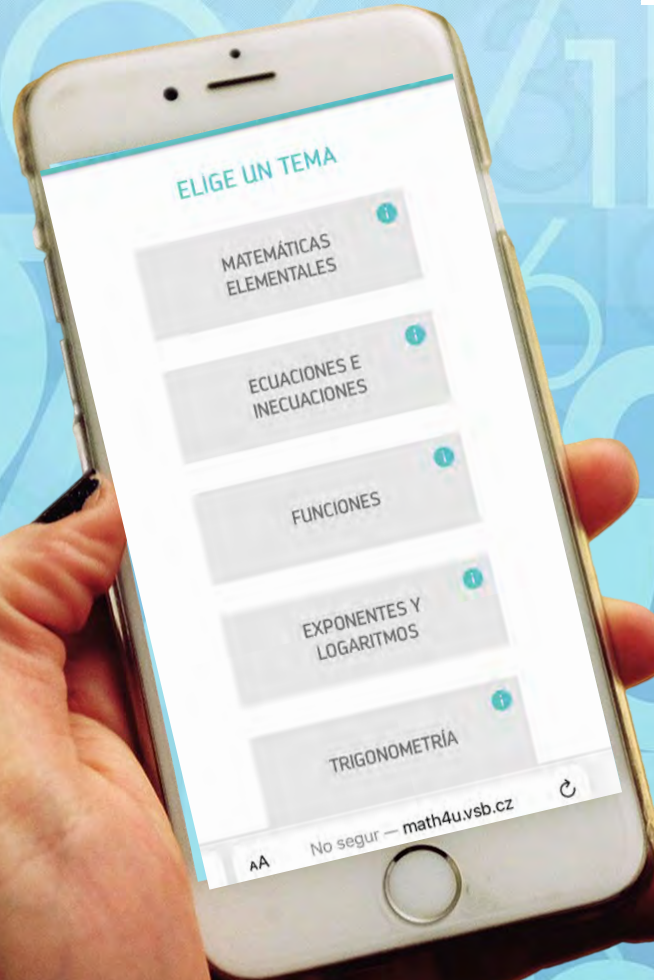 ELIGE UN TEMA
MATEMÁTICAS
ELEMENTALES
ECUACIONES E
INECUACIONES
FUNCIONES
EXPONENTES Y
LOGARITMOS
TRIGONOMETRÍA
AA No segur — math4u.vsb.cz